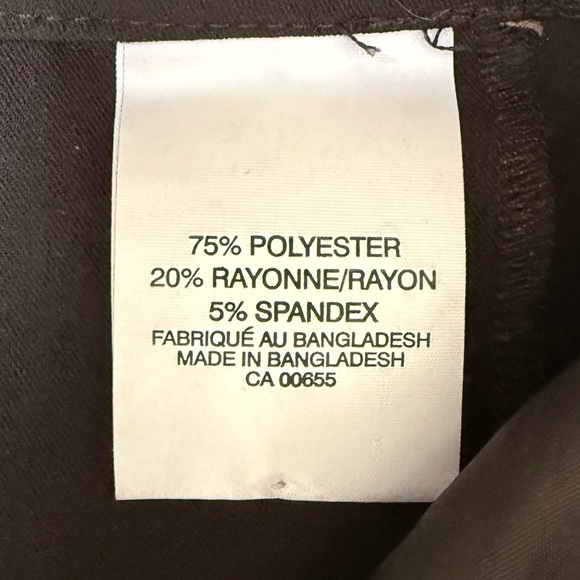 75% POLYESTER
20% RAYONNE/RAYON
5% SPANDEX
FABRIQUÉ AU BANGLADESH
MADE IN BANGLADESH
CA 00655